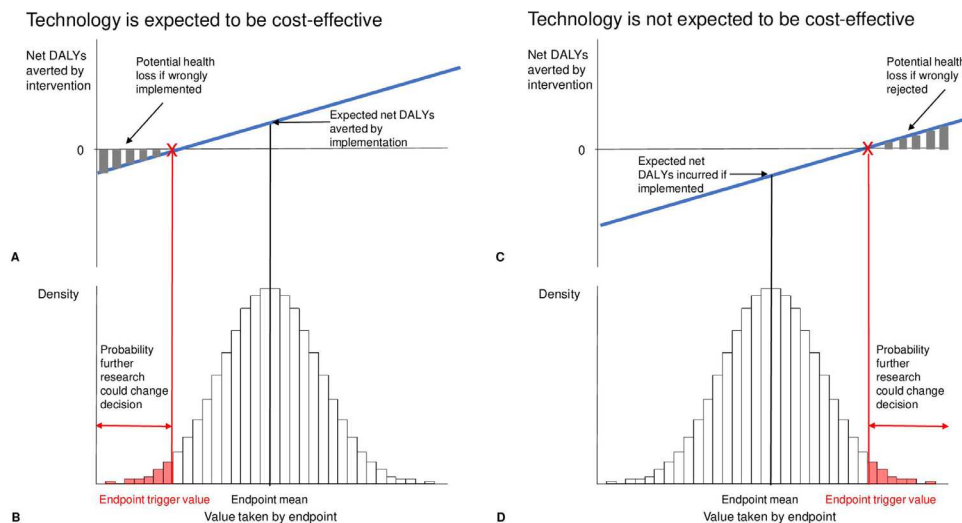 Technology is expected to be cost-effective
Net DALYs
averted by
intervention
Potential health
loss if wrongly
implemented
Expected net DALYs
averted by
implementation
0
A
Density
Probability
further
research
could change
decision
Endpoint trigger value
Endpoint mean
B
Value taken by endpoint
Technology is not expected to be cost-effective
Net DALYs
averted by
intervention
Potential health
loss if wrongly
rejected
0
Expected net
DALYs incurred if
implemented
C
Density
Probability
further
research
could change
decision
Endpoint mean
Endpoint trigger value
D
Value taken by endpoint